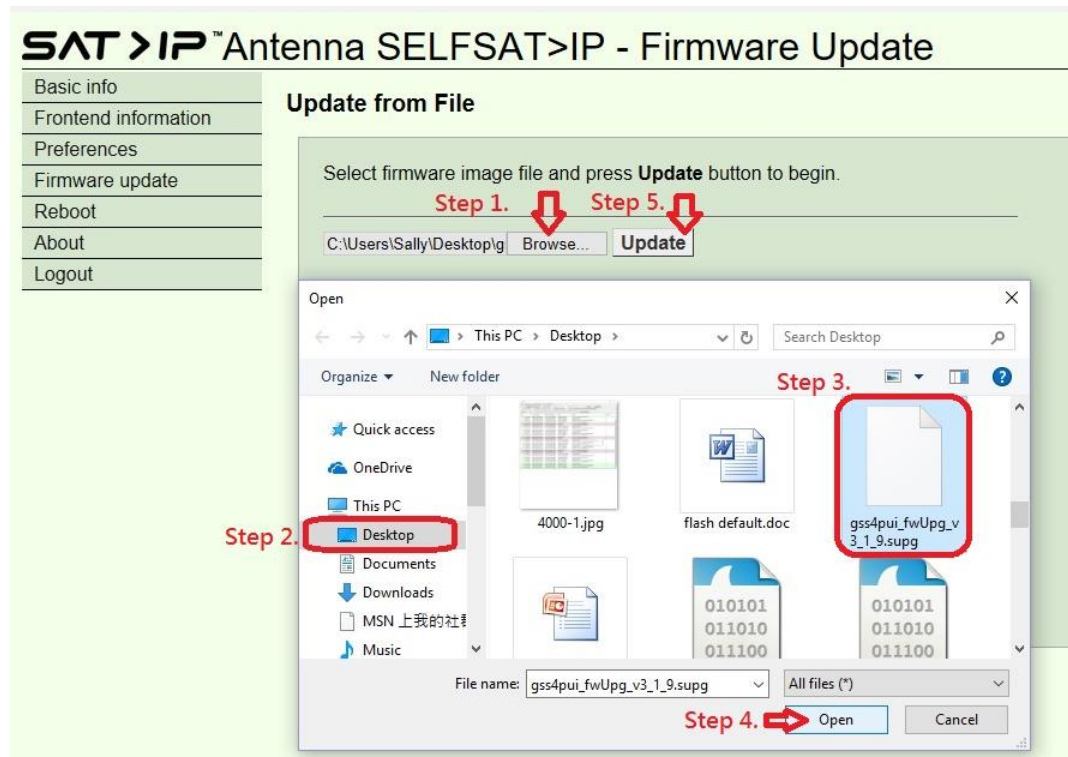 SAT>IP™Antenna SELFSAT>IP - Firmware Update
Basic info
Frontend information
Preferences
Firmware update
Reboot
About
Logout
Update from File
Select firmware image file and press Update button to begin.
Step 1. Step 5.
C:\Users\Sally\Desktop\g Browse... Update
Open
This PC > Desktop >
Search Desktop
Organize New folder
Step 3.
Quick access
OneDrive
This PC
Step 2. Desktop
Documents
Downloads
MSN 上我的社群
Music
4000-1.jpg
flash default.doc
gss4pui_fwUpg_v
3_1_9.supg
010101
011010
011100
010101
011010
011100
File name: gss4pui_fwUpg_v3_1_9.supg All files (*)
Step 4. Open Cancel